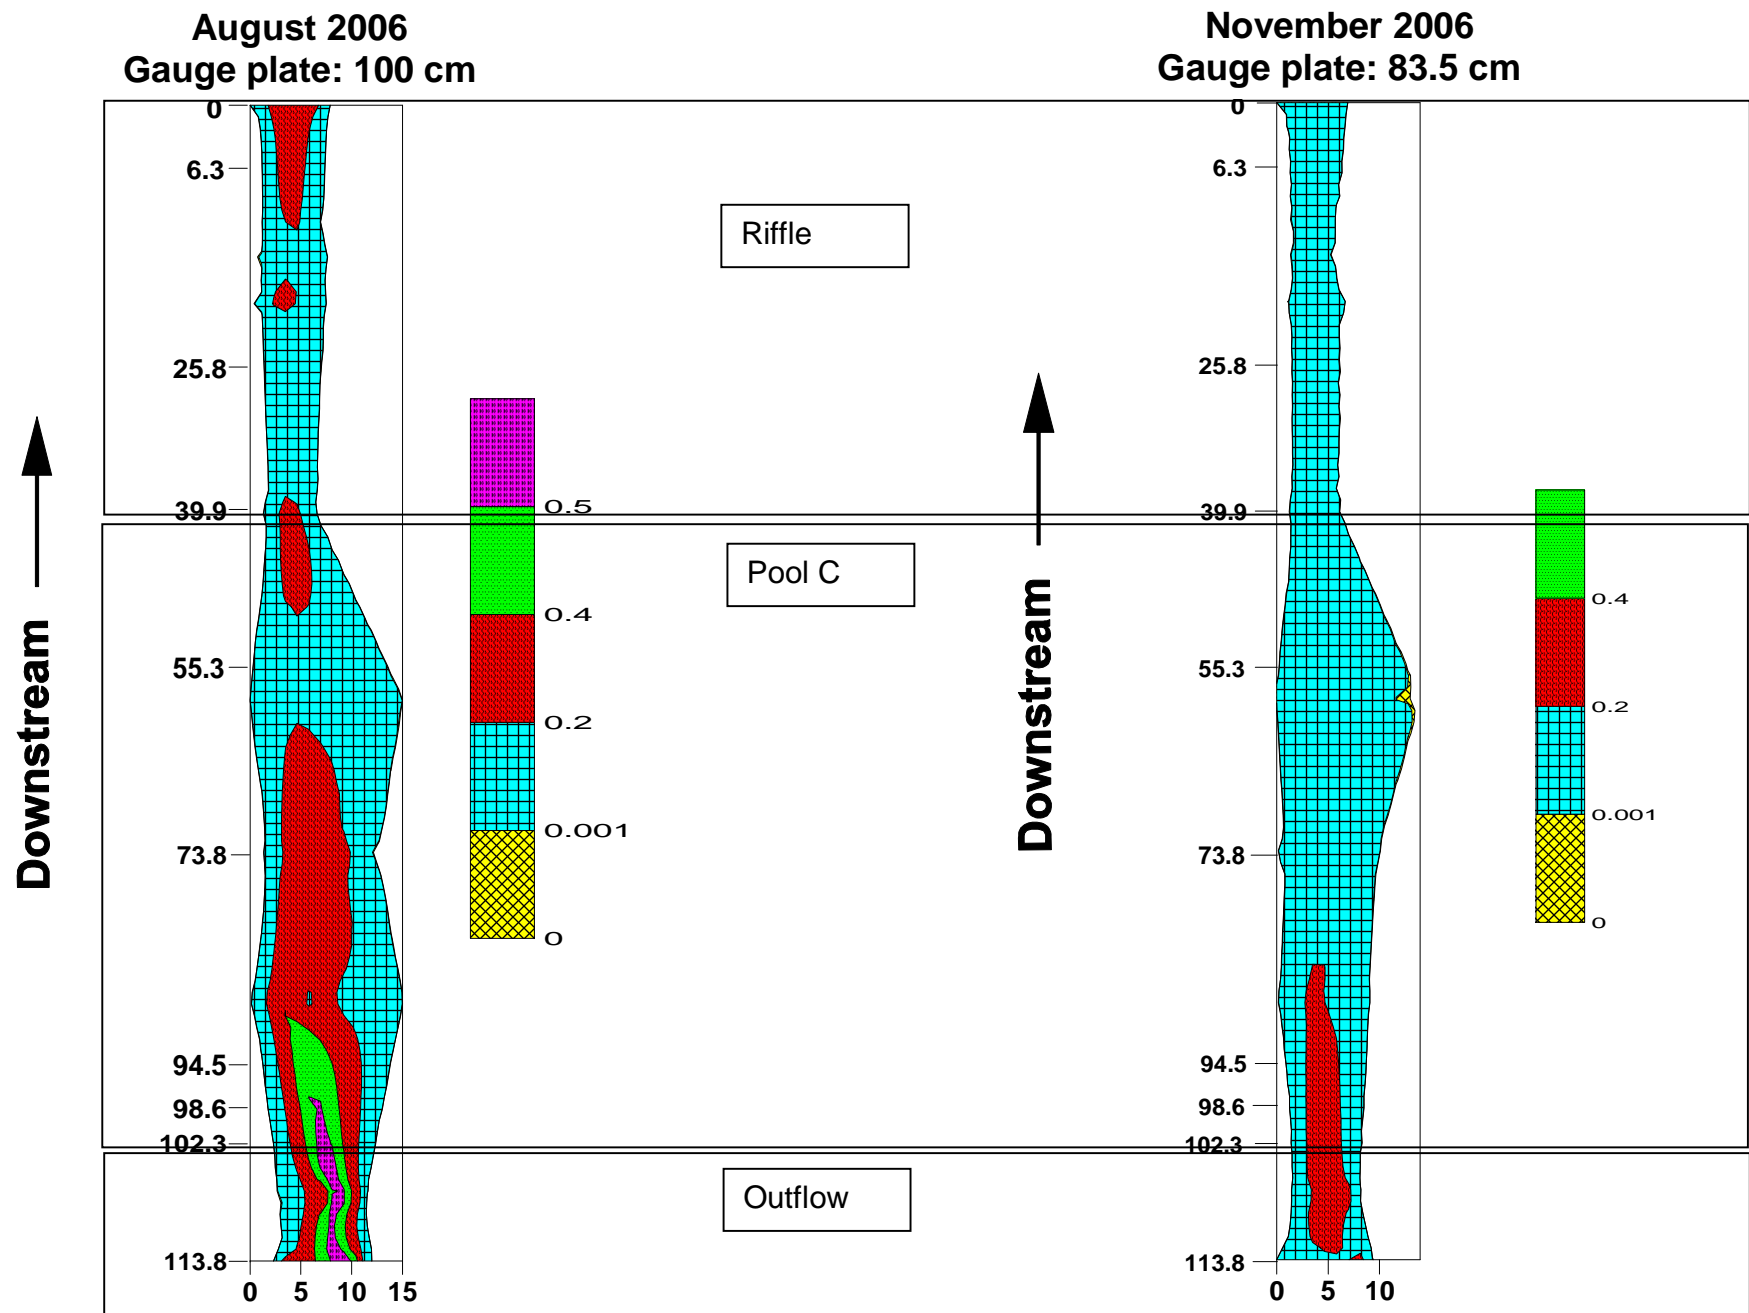 August 2006
Gauge plate: 100 cm
0
6.3
25.8
39.9
55.3
73.8
94.5
98.6
102.3
113.8
0 5 10 15
Downstream
0.5
0.4
0.2
0.001
0
Riffle
Pool C
Outflow
November 2006
Gauge plate: 83.5 cm
0
6.3
25.8
39.9
55.3
73.8
94.5
98.6
102.3
113.8
0 5 10
Downstream
0.4
0.2
0.001
0